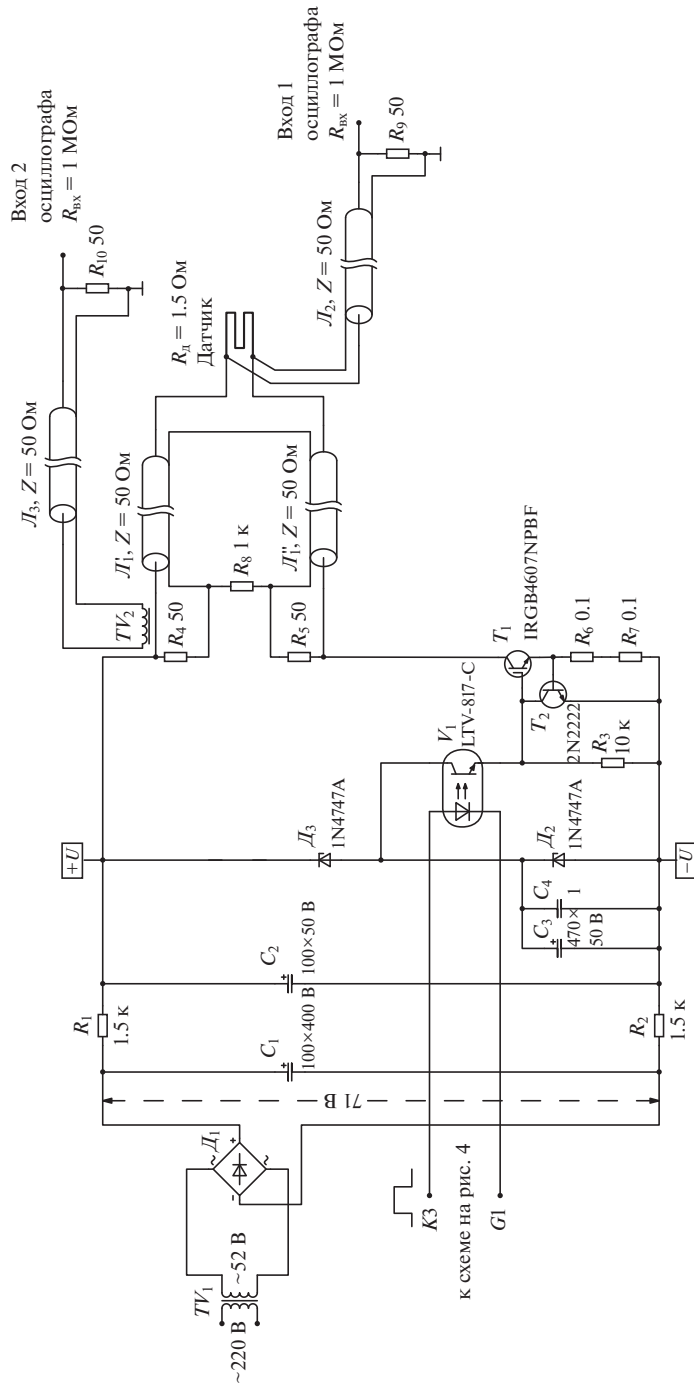 ~220 В
TV₁
~52 В
Д₁
~
~
+
-
71 В
R₁
1.5 к
C₁
+
100×400 В
C₂
+
100×50 В
R₂
1.5 к
К3
G1
к схеме на рис. 4
+U
-U
Д₃
1N4747A
Д₂
1N4747A
C₃
+
470×
50 В
C₄
1
V₁
LTV-817-C
R₃
10 к
T₂
2N2222
T₁
IRGB4607NPBF
R₆ 0.1
R₇ 0.1
R₄ 50
R₅ 50
R₈ 1 к
TV₂
Л₃, Z = 50 Ом
Л₁′, Z = 50 Ом
Л₁″, Z = 50 Ом
R_д = 1.5 Ом
Датчик
Л₂, Z = 50 Ом
Вход 2
осциллографа
R_вх = 1 МОм
R₁₀ 50
Вход 1
осциллографа
R_вх = 1 МОм
R₉ 50